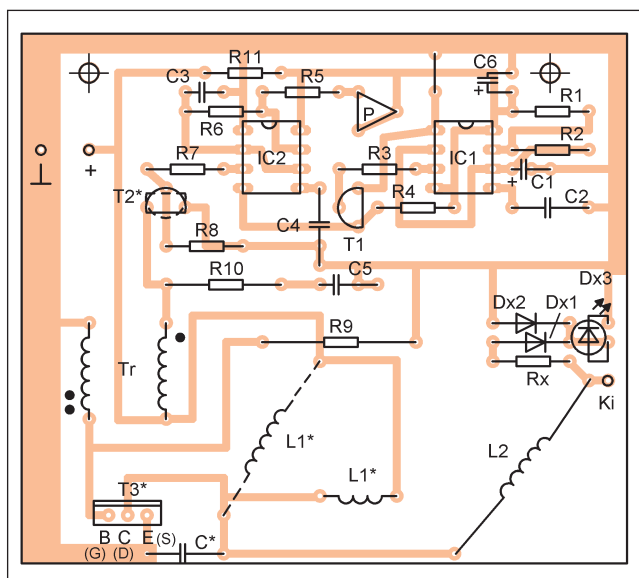 R11
C6
C3
R5
R1
P
R6
R2
IC2
IC1
R7
R3
+
C1
T2*
R4
C2
C4
T1
R8
R10
C5
Dx3
Dx2
Dx1
R9
Tr
Rx
Ki
L1*
L2
L1*
T3*
B C E (S)
(G) (D)
C*
+
+